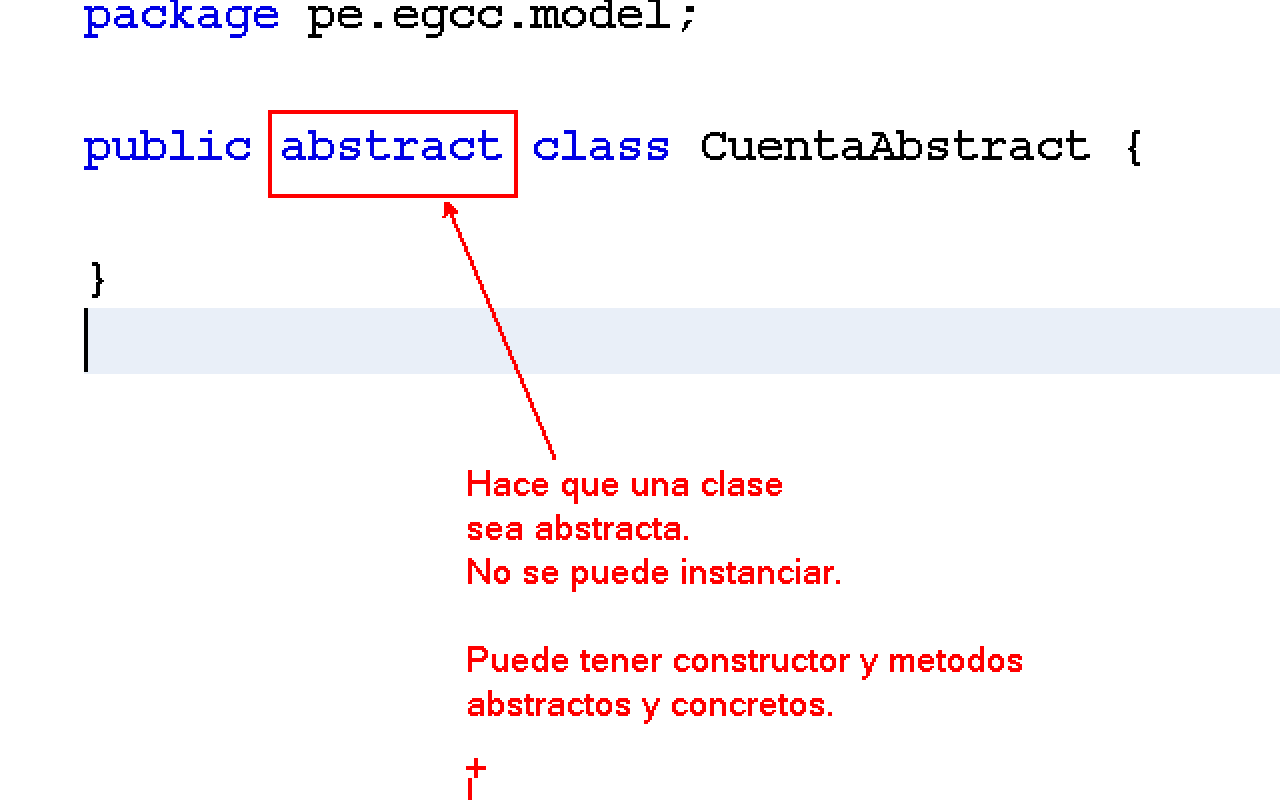 package pe.egcc.model;
public abstract class CuentaAbstract {
}
Hace que una clase
sea abstracta.
No se puede instanciar.
Puede tener constructor y metodos
abstractos y concretos.